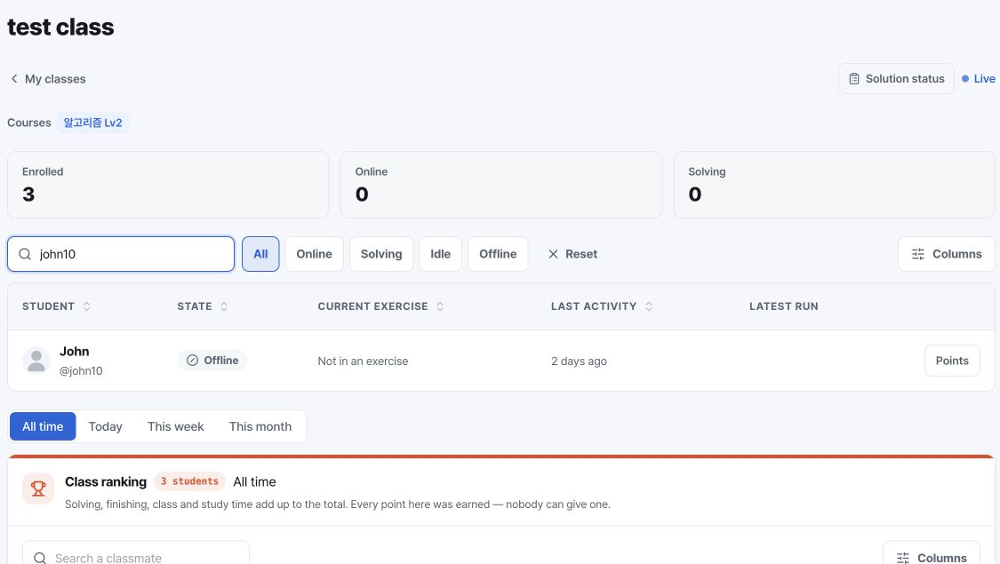 test class
My classes
Solution status
Live
Courses
알고리즘 Lv2
Enrolled
3
Online
0
Solving
0
john10
All
Online
Solving
Idle
Offline
Reset
Columns
STUDENT
STATE
CURRENT EXERCISE
LAST ACTIVITY
LATEST RUN
John
@john10
Offline
Not in an exercise
2 days ago
Points
All time
Today
This week
This month
Class ranking
3 students
All time
Solving, finishing, class and study time add up to the total. Every point here was earned — nobody can give one.
Search a classmate
Columns